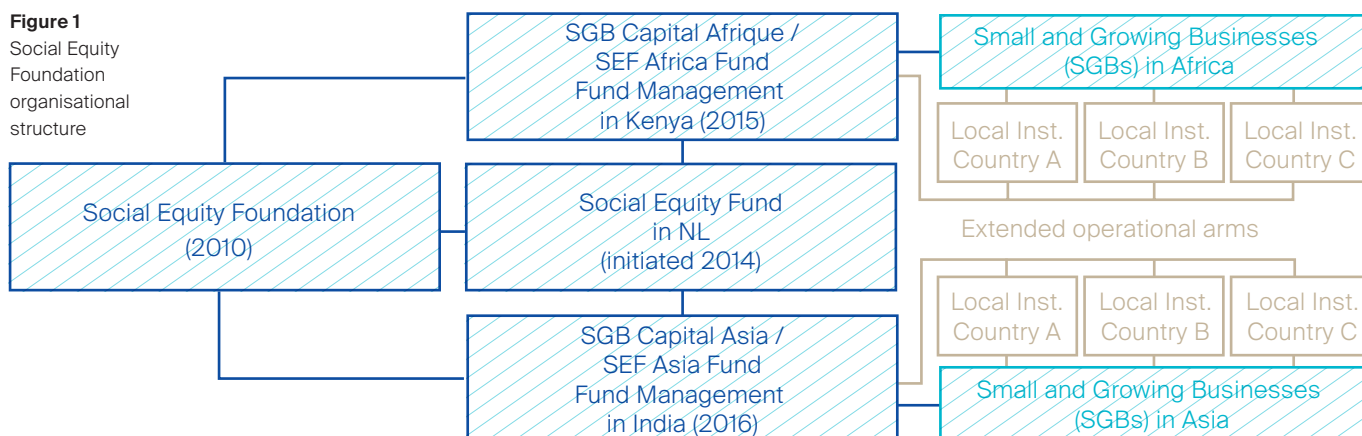 Figure 1
Social Equity
Foundation
organisational
structure
Social Equity Foundation
(2010)
SGB Capital Afrique /
SEF Africa Fund
Fund Management
in Kenya (2015)
Social Equity Fund
in NL
(initiated 2014)
SGB Capital Asia /
SEF Asia Fund
Fund Management
in India (2016)
Small and Growing Businesses
(SGBs) in Africa
Local Inst.
Country A
Local Inst.
Country B
Local Inst.
Country C
Extended operational arms
Local Inst.
Country A
Local Inst.
Country B
Local Inst.
Country C
Small and Growing Businesses
(SGBs) in Asia